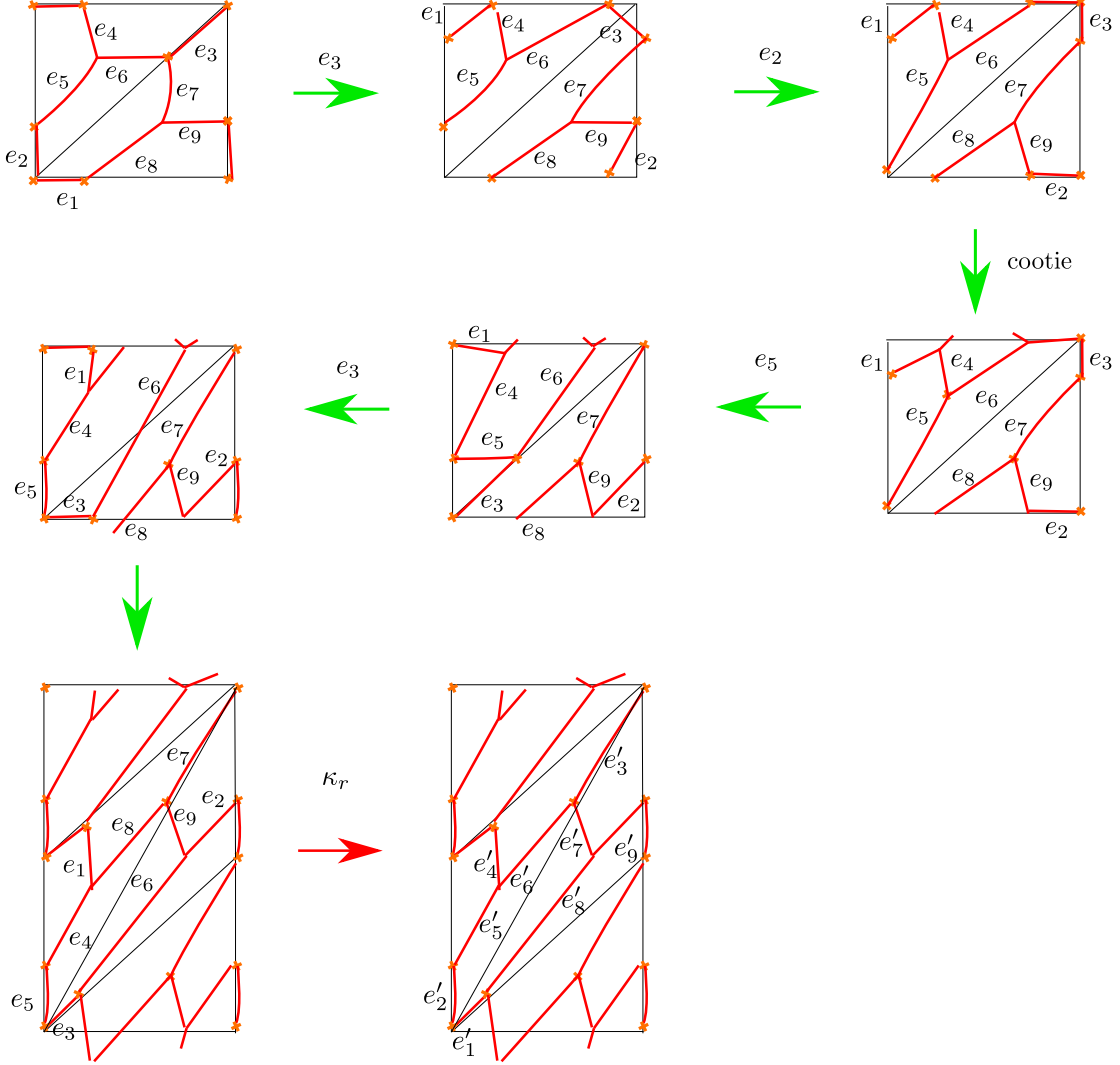 e₄
e₃
e₅ e₆
e₇
e₉
e₂
e₈
e₁
e₃
e₁
e₄
e₃
e₆
e₅
e₇
e₉
e₈
e₂
e₂
e₁
e₄
e₃
e₆
e₅
e₇
e₈
e₉
e₂
cootie
e₁
e₄
e₃
e₆
e₅
e₇
e₈
e₉
e₂
e₅
e₁
e₆
e₄
e₇
e₅
e₉
e₃
e₂
e₈
e₃
e₁
e₆
e₄
e₇
e₂
e₉
e₅
e₃
e₈
e₇
e₂
e₈
e₉
e₁
e₆
e₄
e₅
e₃
κᵣ
e′₃
e′₇
e′₉
e′₄
e′₆
e′₈
e′₅
e′₂
e′₁